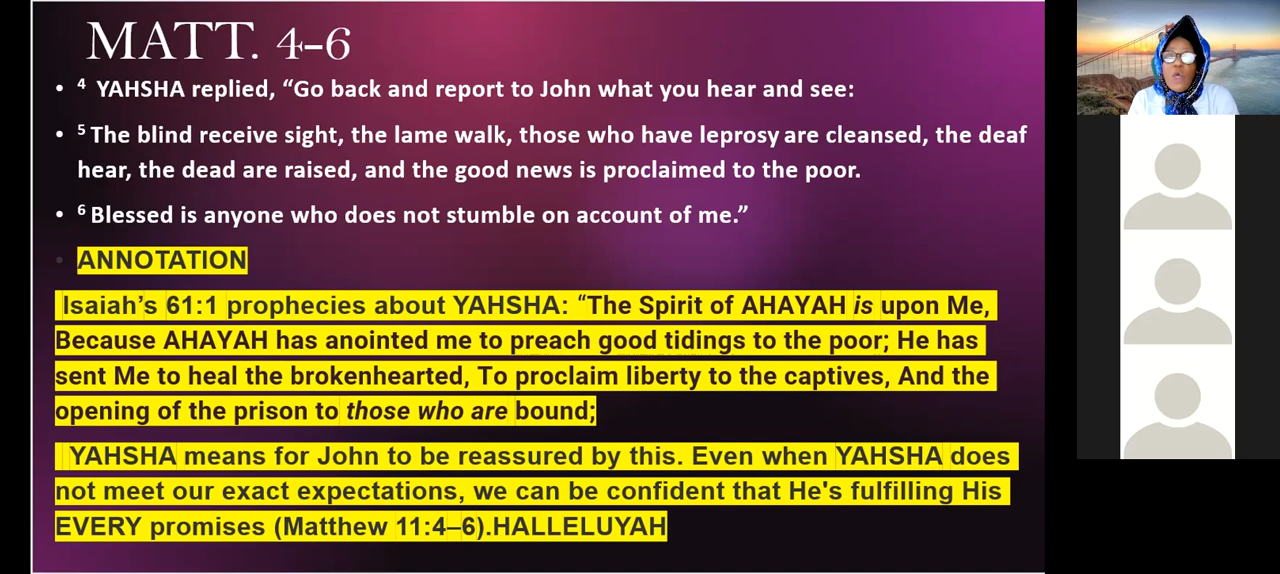 MATT. 4–6
• 4 YAHSHA replied, “Go back and report to John what you hear and see:
• 5 The blind receive sight, the lame walk, those who have leprosy are cleansed, the deaf
hear, the dead are raised, and the good news is proclaimed to the poor.
• 6 Blessed is anyone who does not stumble on account of me.”
• ANNOTATION
Isaiah’s 61:1 prophecies about YAHSHA: “The Spirit of AHAYAH is upon Me,
Because AHAYAH has anointed me to preach good tidings to the poor; He has
sent Me to heal the brokenhearted, To proclaim liberty to the captives, And the
opening of the prison to those who are bound;
YAHSHA means for John to be reassured by this. Even when YAHSHA does
not meet our exact expectations, we can be confident that He's fulfilling His
EVERY promises (Matthew 11:4–6).HALLELUYAH